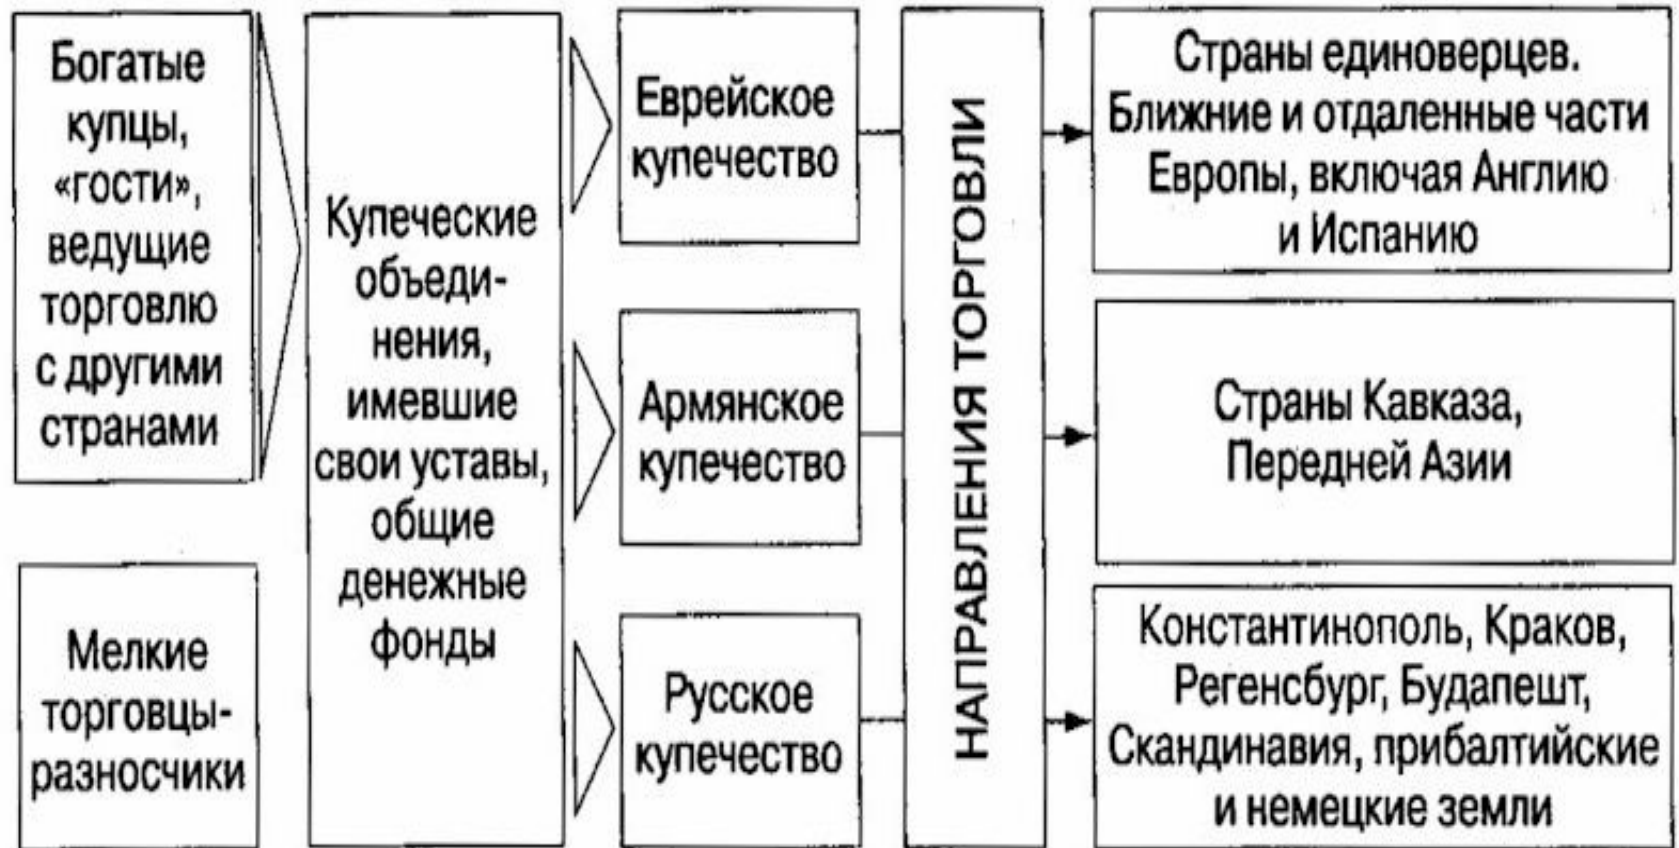 Богатые
купцы,
«гости»,
ведущие
торговлю
с другими
странами
Мелкие
торговцы-
разносчики
Купеческие
объеди-
нения,
имевшие
свои уставы,
общие
денежные
фонды
Еврейское
купечество
Армянское
купечество
Русское
купечество
НАПРАВЛЕНИЯ ТОРГОВЛИ
Страны единоверцев.
Ближние и отдаленные части
Европы, включая Англию
и Испанию
Страны Кавказа,
Передней Азии
Константинополь, Краков,
Регенсбург, Будапешт,
Скандинавия, прибалтийские
и немецкие земли